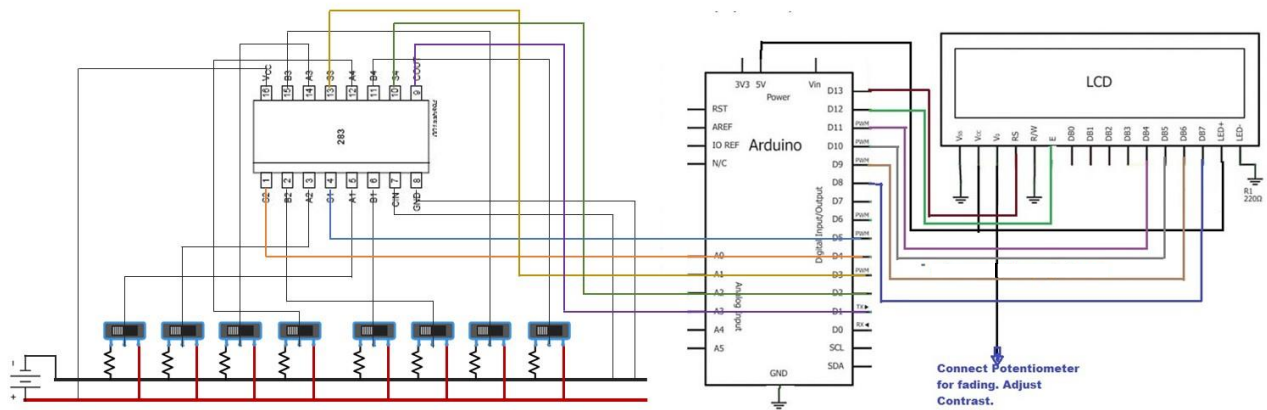 VCC B3 A3 S3 A4 B4 S4 COUT
16 15 14 13 12 11 10 9
283
1 2 3 4 5 6 7 8
B2 A2 S1 A1 B1 CIN GND
- +
3V3 5V Vin
Power
RST
AREF
IO REF
N/C
Arduino
A0
A1
A2
A3
A4
A5
Analog Input
Digital Input/Output
D13
D12
D11 PWM
D10 PWM
D9 PWM
D8
D7
D6 PWM
D5 PWM
D4
D3 PWM
D2
D1 TX
D0 RX
SCL
SDA
GND
LCD
Vss Vcc RS R/W E DB0 DB1 DB2 DB3 DB4 DB5 DB6 DB7 LED+ LED-
R1
220Ω
Connect Potentiometer
for fading. Adjust
Contrast.